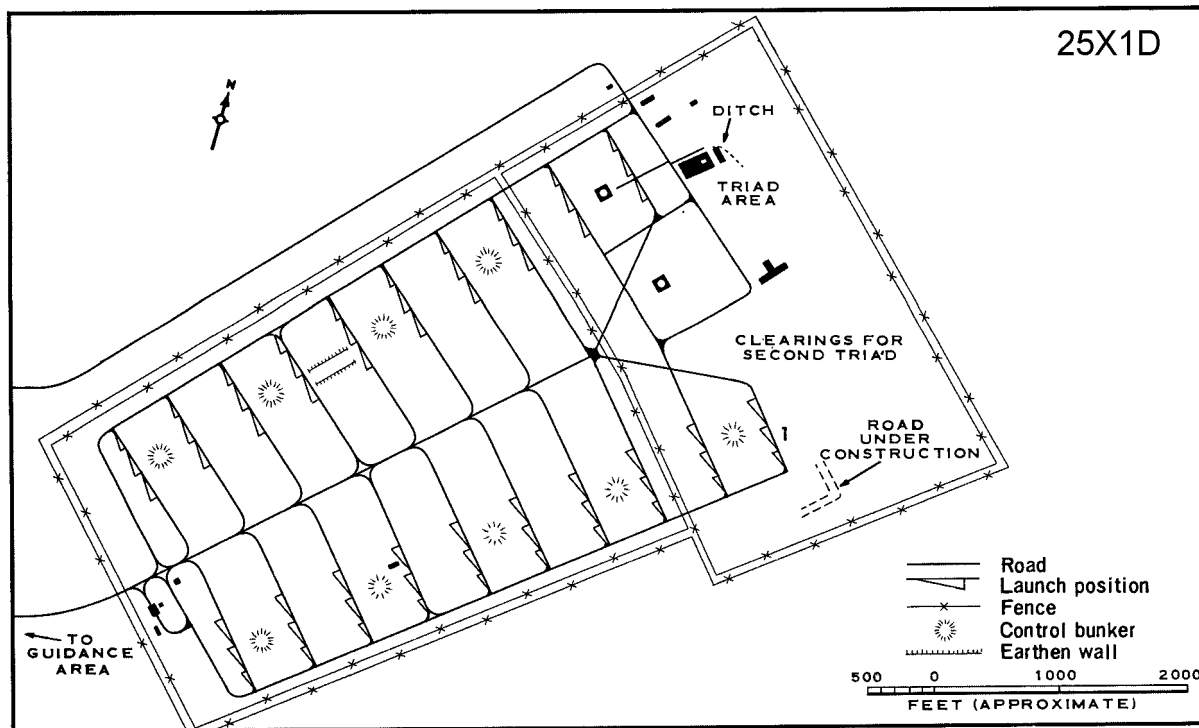 25X1D
N
DITCH
TRIAD
AREA
CLEARINGS FOR
SECOND TRIAD
ROAD
UNDER
CONSTRUCTION
TO
GUIDANCE
AREA
Road
Launch position
Fence
Control bunker
Earthen wall
500 0 1000 2000
FEET (APPROXIMATE)